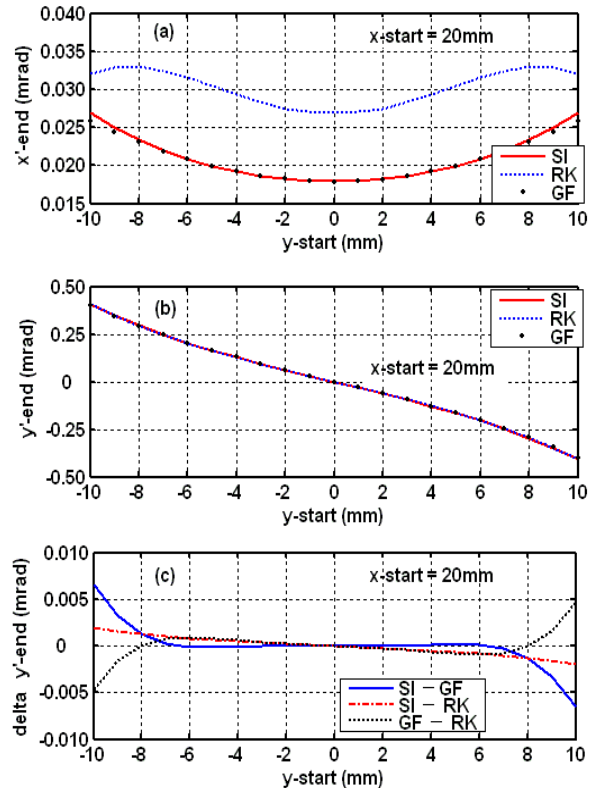 0.040
(a)
x-start = 20mm
0.035
0.030
0.025
0.020
0.015
x'-end (mrad)
SI
RK
GF
-10 -8 -6 -4 -2 0 2 4 6 8 10
y-start (mm)
0.50
(b)
SI
RK
GF
0.25
0
-0.25
-0.50
y'-end (mrad)
x-start = 20mm
-10 -8 -6 -4 -2 0 2 4 6 8 10
y-start (mm)
0.010
(c)
x-start = 20mm
0.005
0
-0.005
-0.010
delta y'-end (mrad)
SI – GF
SI – RK
GF – RK
-10 -8 -6 -4 -2 0 2 4 6 8 10
y-start (mm)